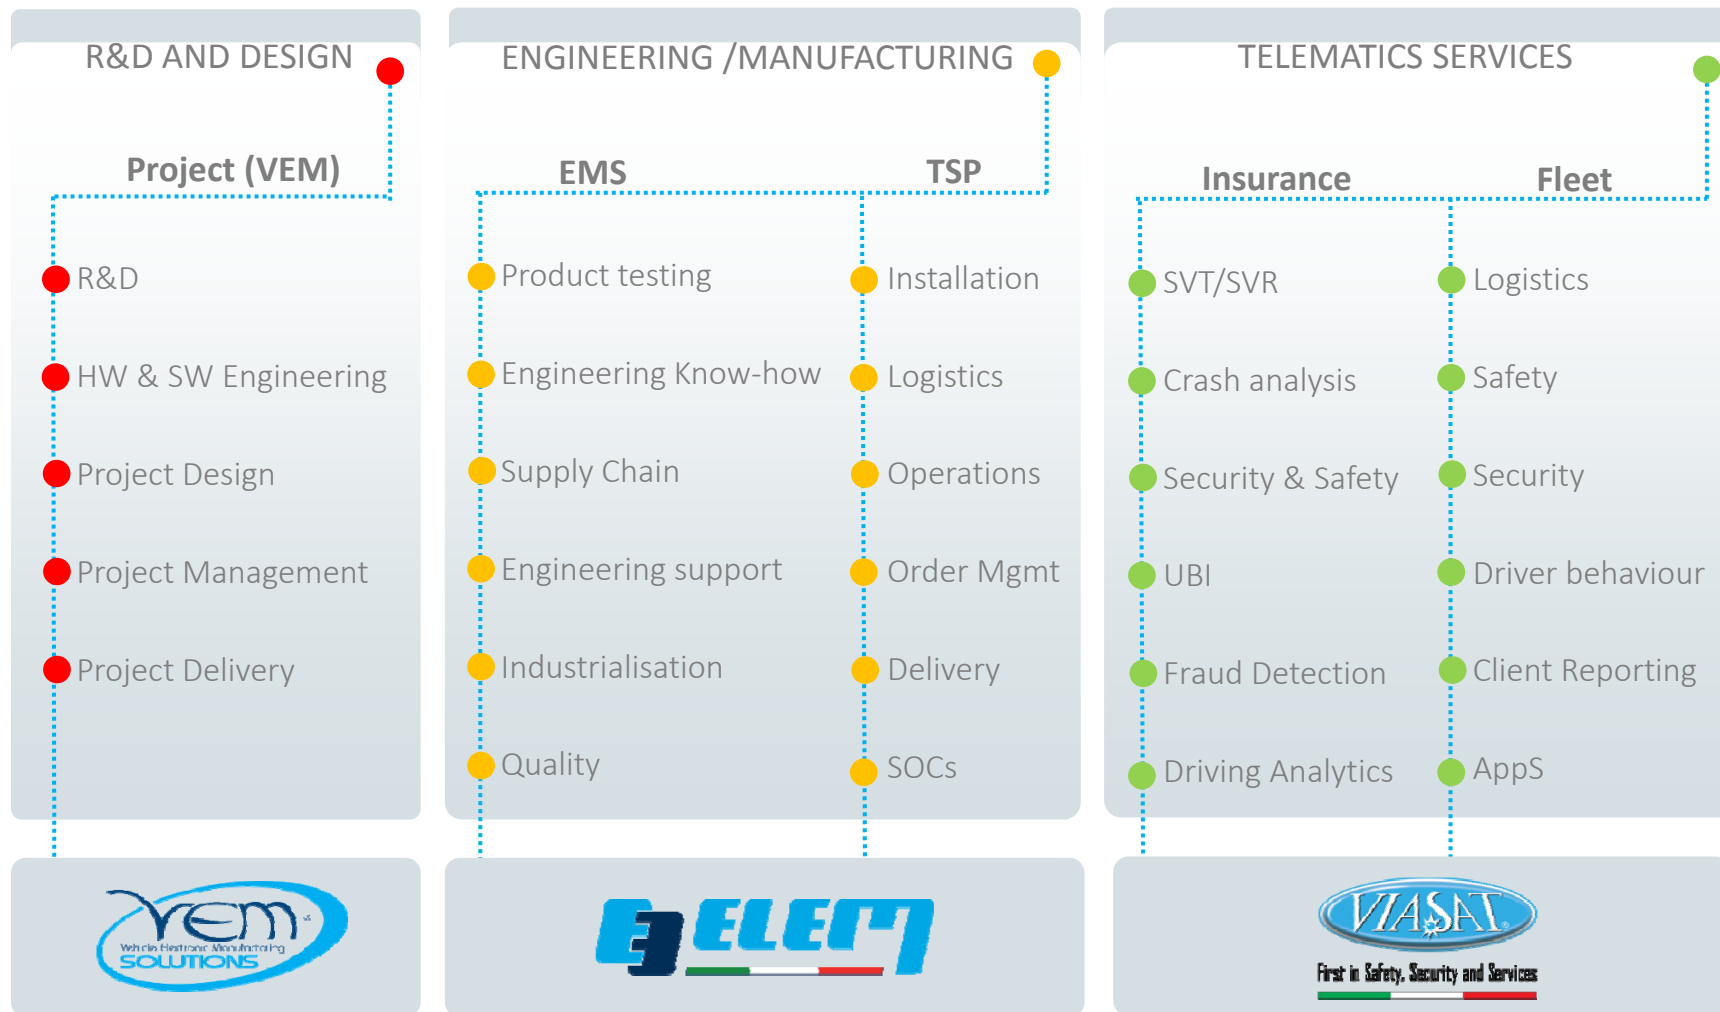 R&D AND DESIGN
Project (VEM)
R&D
HW & SW Engineering
Project Design
Project Management
Project Delivery
VEM
Vehicle Electronic Manufacturing
SOLUTIONS
ENGINEERING /MANUFACTURING
EMS
Product testing
Engineering Know-how
Supply Chain
Engineering support
Industrialisation
Quality
TSP
Installation
Logistics
Operations
Order Mgmt
Delivery
SOCs
ELEM
TELEMATICS SERVICES
Insurance
SVT/SVR
Crash analysis
Security & Safety
UBI
Fraud Detection
Driving Analytics
Fleet
Logistics
Safety
Security
Driver behaviour
Client Reporting
AppS
VIASAT
First in Safety, Security and Services